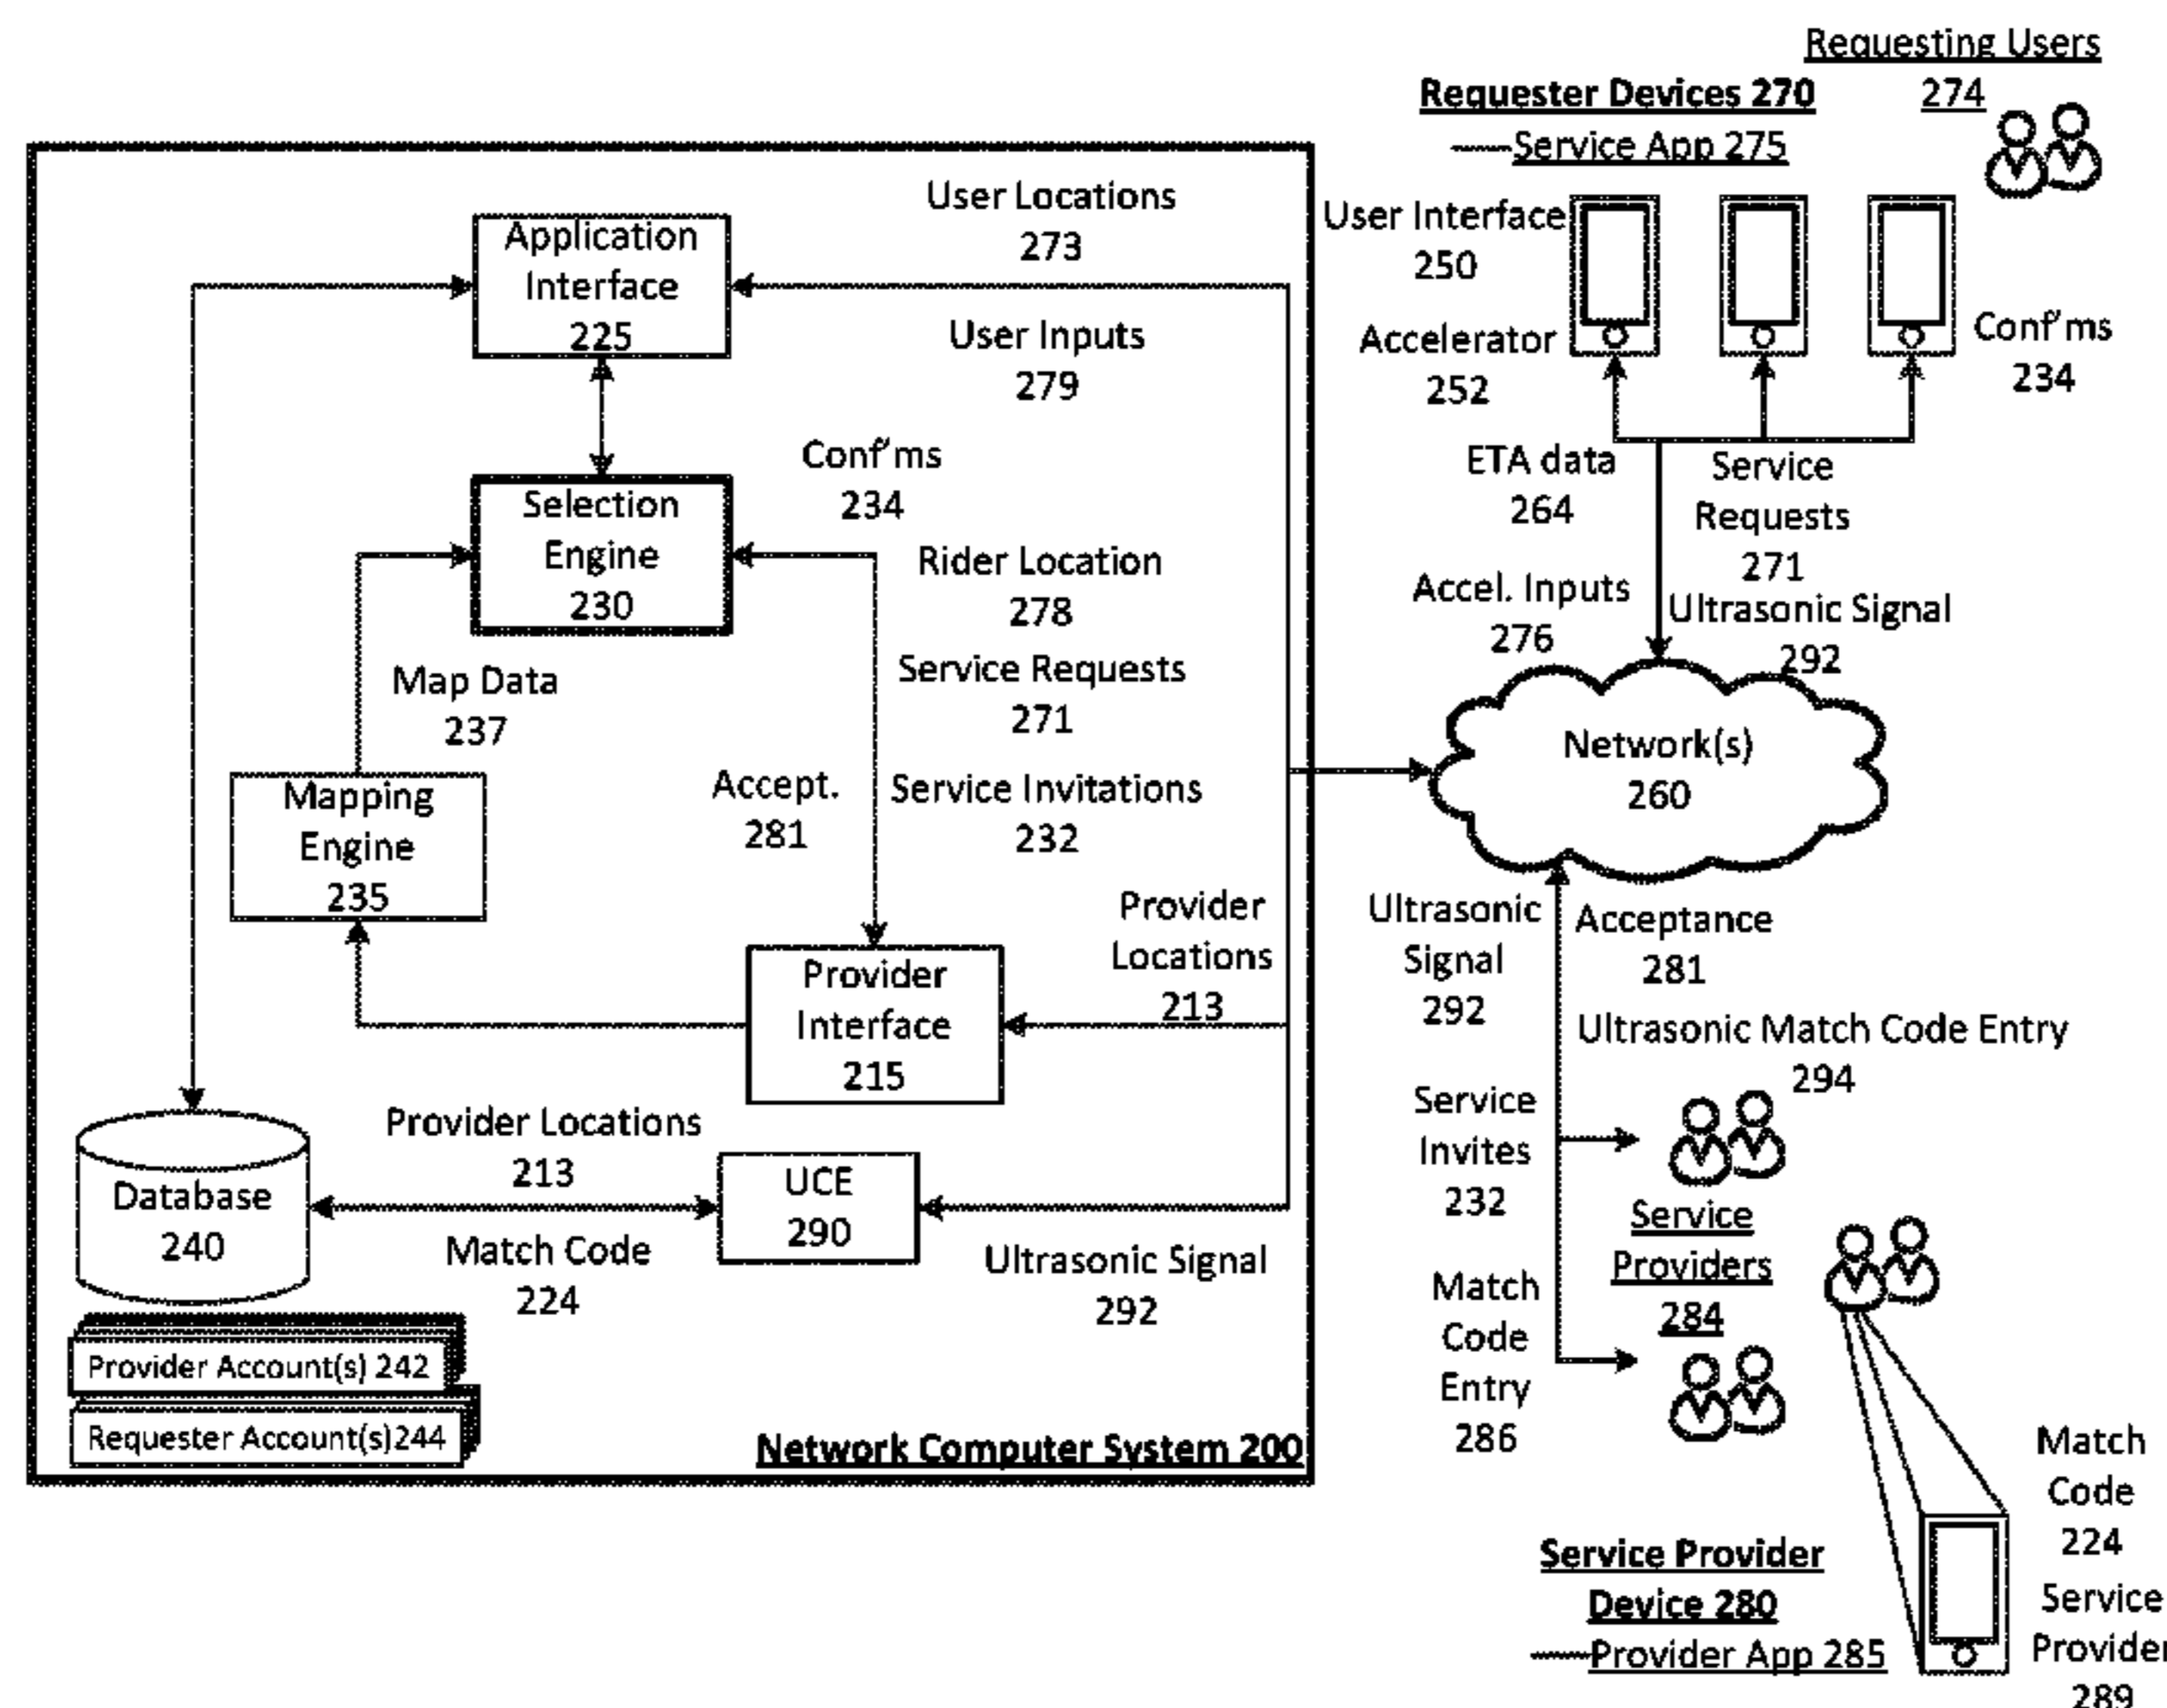 Requesting Users
274
Requester Devices 270
Service App 275
User Interface
250
Accelerator
252
Conf'ms
234
ETA data
264
Service
Requests
271
Accel. Inputs
276
Ultrasonic Signal
292
Network(s)
260
User Locations
273
User Inputs
279
Application
Interface
225
Conf'ms
234
Selection
Engine
230
Rider Location
278
Service Requests
271
Service Invitations
232
Accept.
281
Map Data
237
Mapping
Engine
235
Provider
Locations
213
Provider
Interface
215
Provider Locations
213
Match Code
224
UCE
290
Ultrasonic Signal
292
Database
240
Provider Account(s) 242
Requester Account(s)244
Network Computer System 200
Ultrasonic
Signal
292
Acceptance
281
Ultrasonic Match Code Entry
294
Service
Invites
232
Service
Providers
284
Match
Code
Entry
286
Match
Code
224
Service
Provider
289
Service Provider
Device 280
Provider App 285